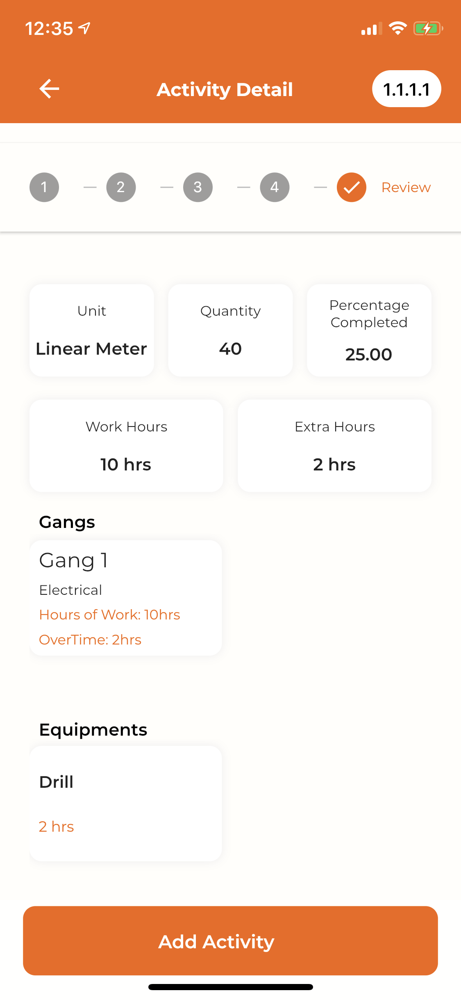 12:35
Activity Detail
1.1.1.1
1 2 3 4 Review
Unit
Linear Meter
Quantity
40
Percentage
Completed
25.00
Work Hours
10 hrs
Extra Hours
2 hrs
Gangs
Gang 1
Electrical
Hours of Work: 10hrs
OverTime: 2hrs
Equipments
Drill
2 hrs
Add Activity